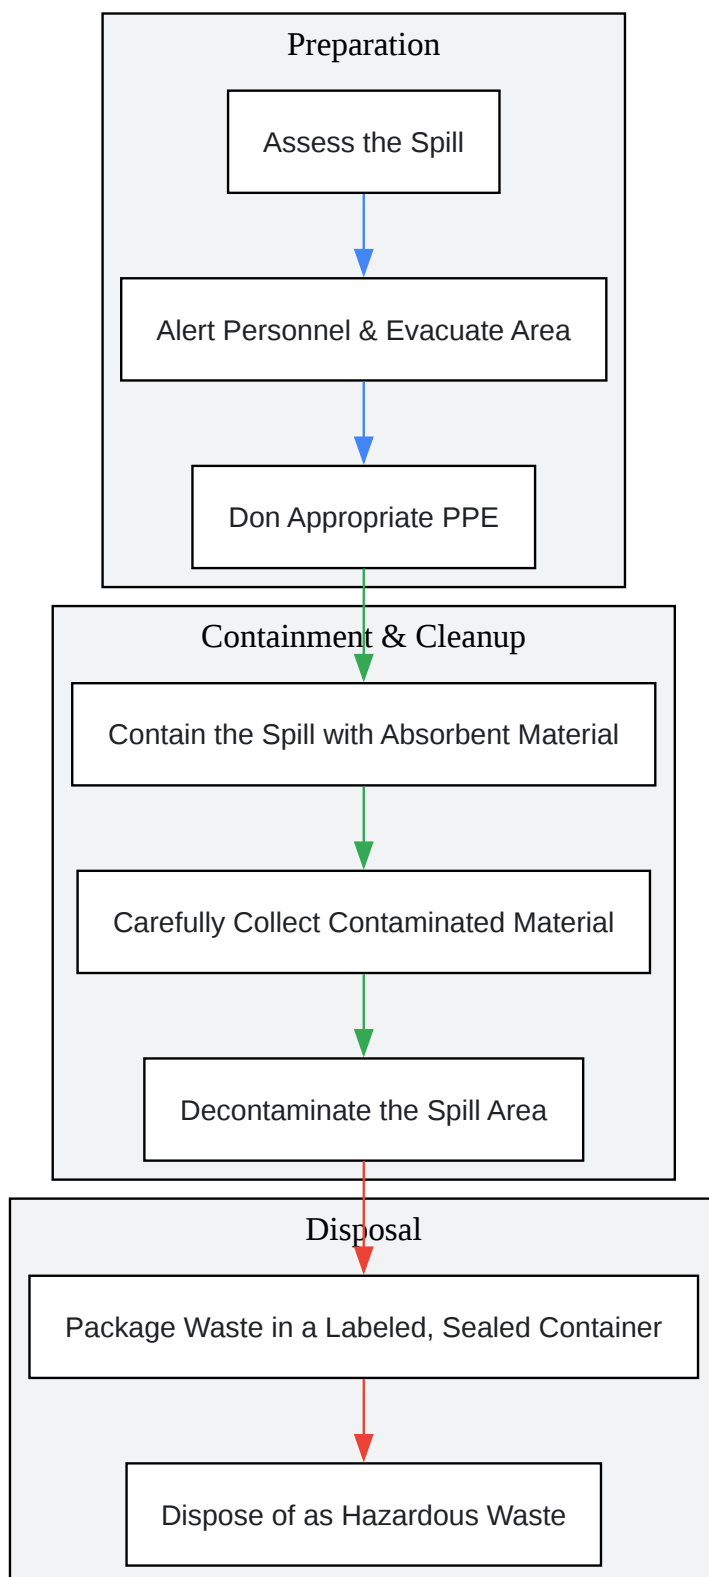 Preparation
Assess the Spill
Alert Personnel & Evacuate Area
Don Appropriate PPE
Containment & Cleanup
Contain the Spill with Absorbent Material
Carefully Collect Contaminated Material
Decontaminate the Spill Area
Disposal
Package Waste in a Labeled, Sealed Container
Dispose of as Hazardous Waste